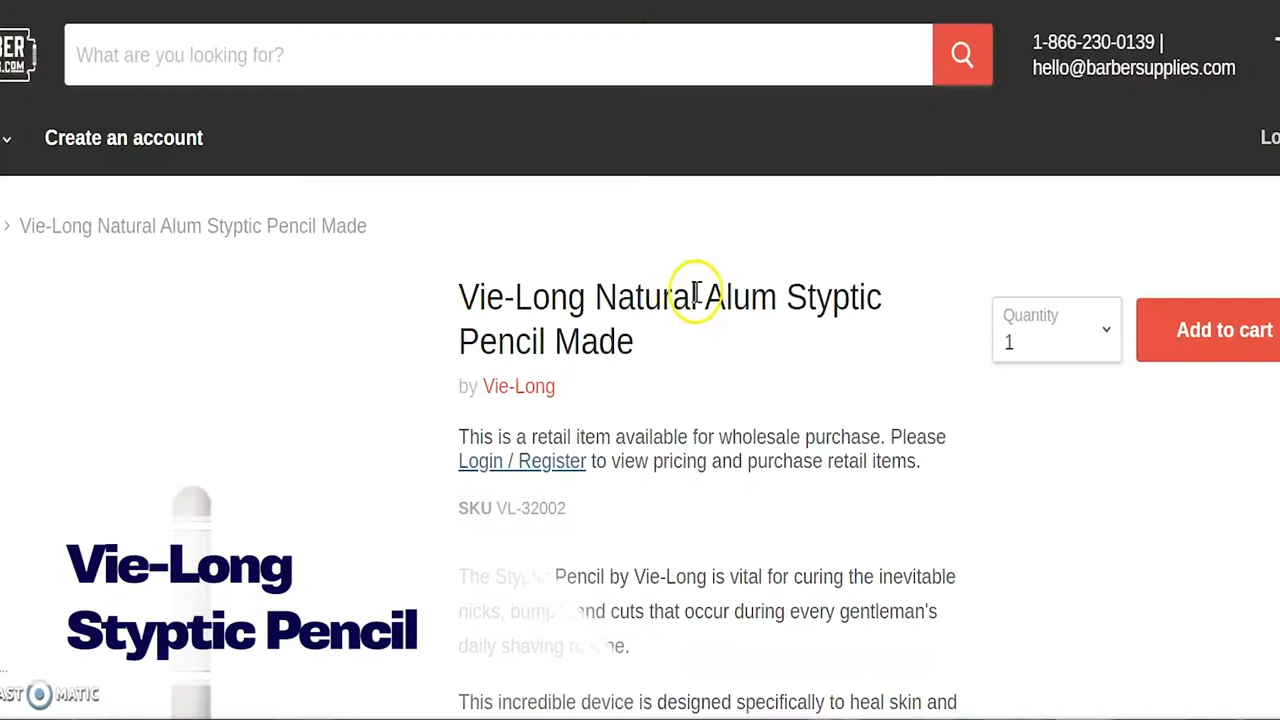 What are you looking for?
1-866-230-0139 |
hello@barbersupplies.com
Create an account
› Vie-Long Natural Alum Styptic Pencil Made
Vie-Long Natural Alum Styptic
Pencil Made
by Vie-Long
Quantity
1
Add to cart
This is a retail item available for wholesale purchase. Please
Login / Register to view pricing and purchase retail items.
SKU VL-32002
Vie-Long
Styptic Pencil
The Styptic Pencil by Vie-Long is vital for curing the inevitable
nicks, bumps and cuts that occur during every gentleman's
daily shaving
This incredible device is designed specifically to heal skin and